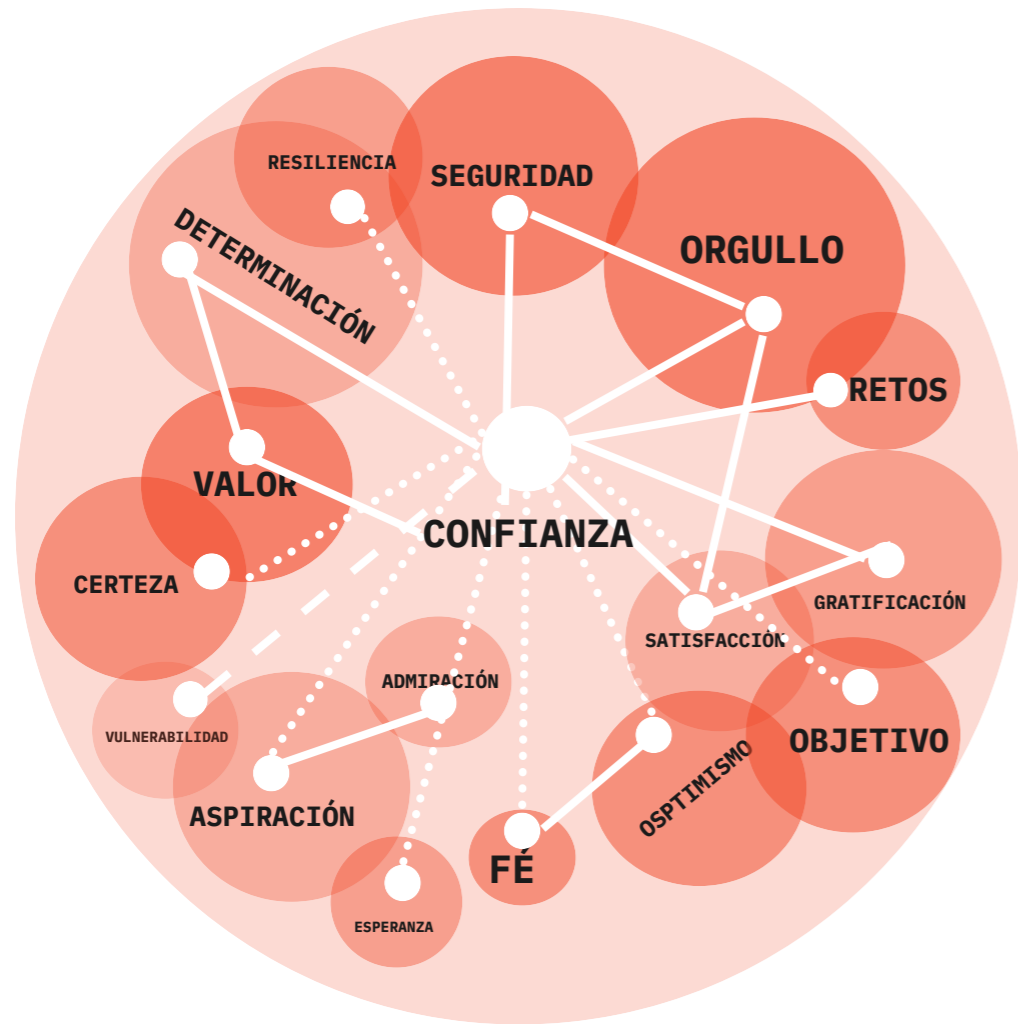 RESILIENCIA
SEGURIDAD
DETERMINACIÓN
ORGULLO
RETOS
VALOR
CONFIANZA
CERTEZA
GRATIFICACIÓN
SATISFACCIÓN
ADMIRACIÓN
VULNERABILIDAD
OBJETIVO
OSPTIMISMO
ASPIRACIÓN
FÉ
ESPERANZA